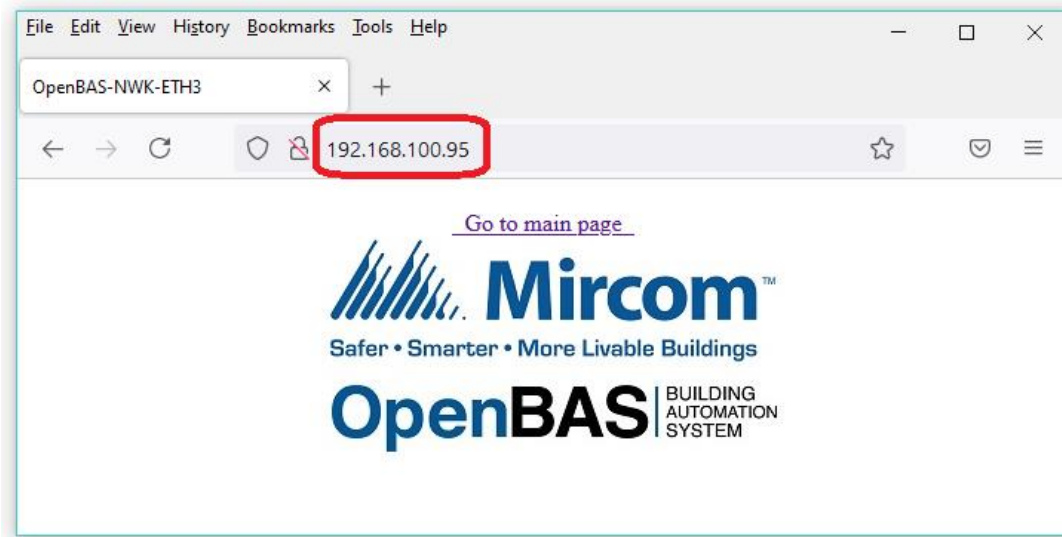 File Edit View History Bookmarks Tools Help
OpenBAS-NWK-ETH3
192.168.100.95
Go to main page
Mircom™
Safer • Smarter • More Livable Buildings
OpenBAS BUILDING
AUTOMATION
SYSTEM